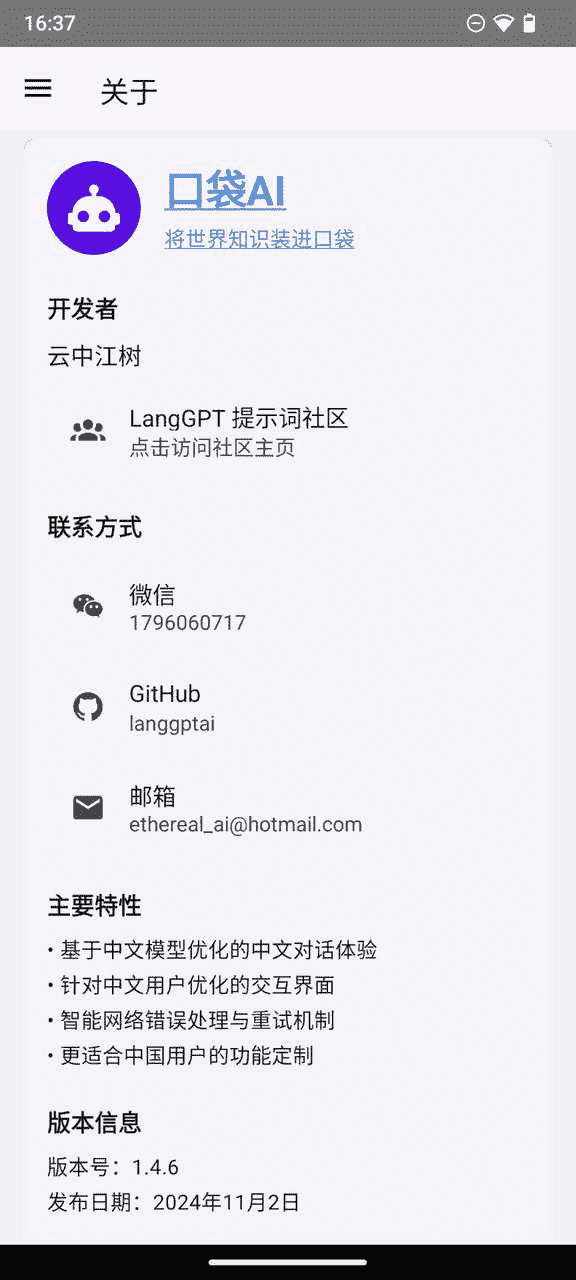 16:37
关于
口袋AI
将世界知识装进口袋
开发者
云中江树
LangGPT 提示词社区
点击访问社区主页
联系方式
微信
1796060717
GitHub
langgptai
邮箱
ethereal_ai@hotmail.com
主要特性
• 基于中文模型优化的中文对话体验
• 针对中文用户优化的交互界面
• 智能网络错误处理与重试机制
• 更适合中国用户的功能定制
版本信息
版本号：1.4.6
发布日期：2024年11月2日